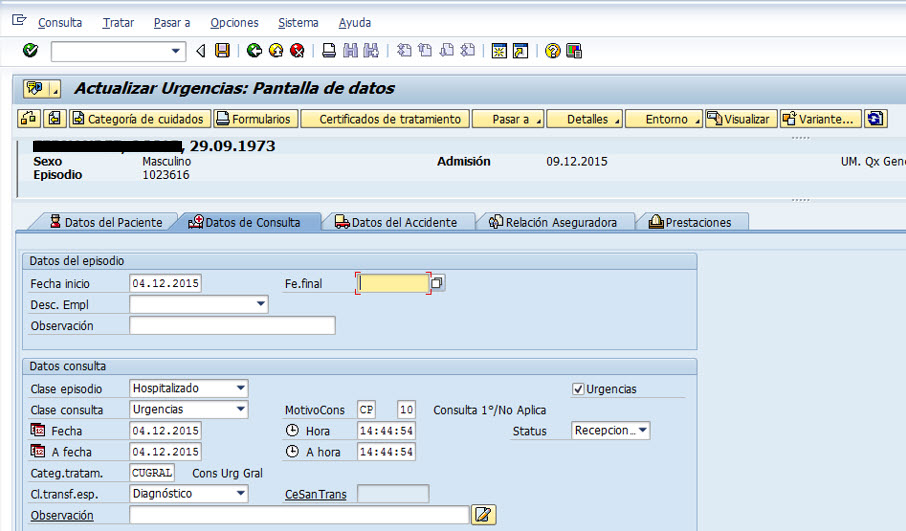 Consulta Tratar Pasar a Opciones Sistema Ayuda
Actualizar Urgencias: Pantalla de datos
Categoría de cuidados Formularios Certificados de tratamiento Pasar a Detalles Entorno Visualizar Variante...
, 29.09.1973
Sexo Masculino Admisión 09.12.2015 UM. Qx Gene
Episodio 1023616
Datos del Paciente Datos de Consulta Datos del Accidente Relación Aseguradora Prestaciones
Datos del episodio
Fecha inicio 04.12.2015 Fe.final
Desc. Empl
Observación
Datos consulta
Clase episodio Hospitalizado Urgencias
Clase consulta Urgencias MotivoCons CP 10 Consulta 1°/No Aplica
Fecha 04.12.2015 Hora 14:44:54 Status Recepcion...
A fecha 04.12.2015 A hora 14:44:54
Categ.tratam. CUGRAL Cons Urg Gral
Cl.transf.esp. Diagnóstico CeSanTrans
Observación